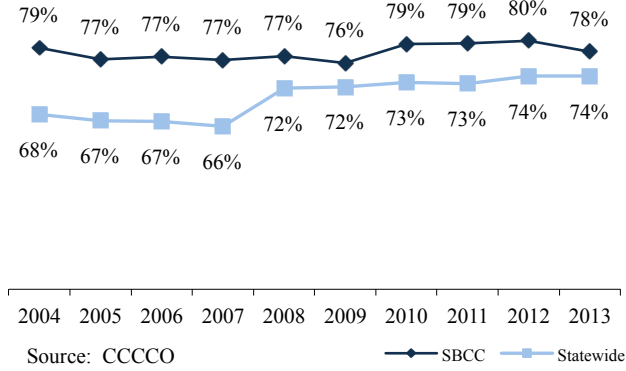 79% 77% 77% 77% 77% 76% 79% 79% 80% 78%
68% 67% 67% 66% 72% 72% 73% 73% 74% 74%
2004 2005 2006 2007 2008 2009 2010 2011 2012 2013
Source: CCCCO SBCC Statewide